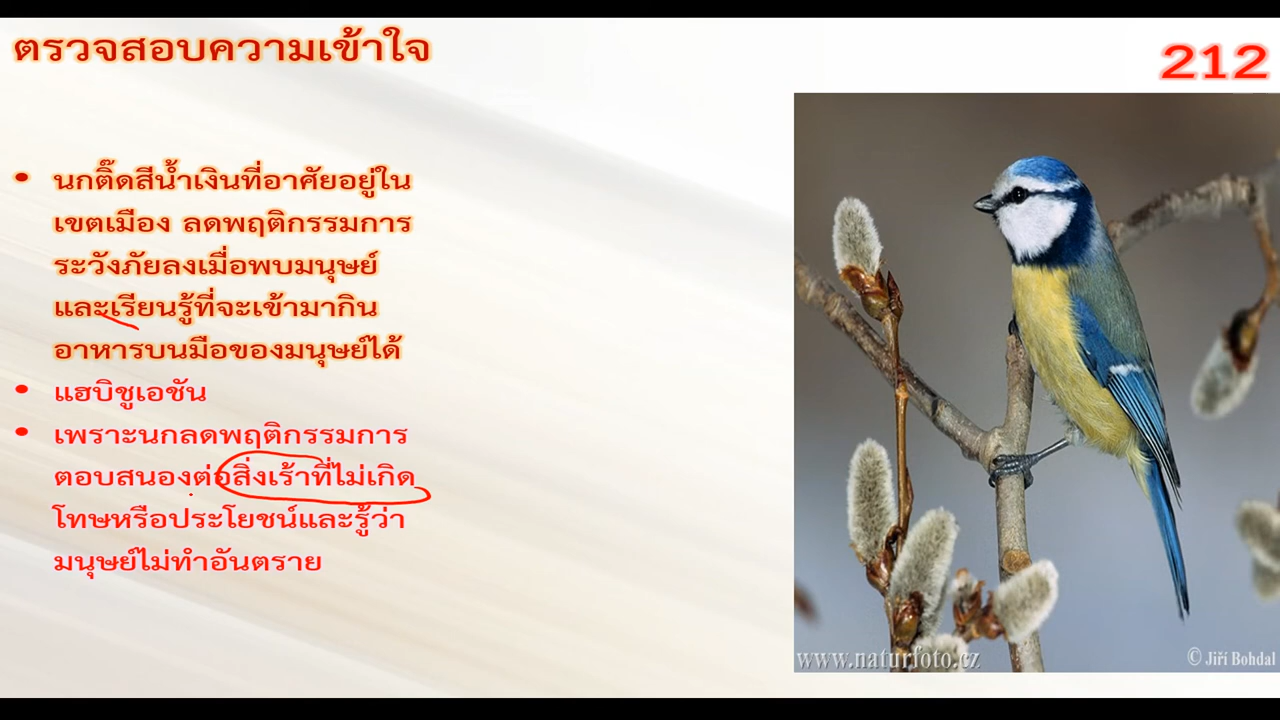 ตรวจสอบความเข้าใจ
212
• นกติ๊ดสีน้ำเงินที่อาศัยอยู่ใน
เขตเมือง ลดพฤติกรรมการ
ระวังภัยลงเมื่อพบมนุษย์
และเรียนรู้ที่จะเข้ามากิน
อาหารบนมือของมนุษย์ได้
• แฮบิชูเอชัน
• เพราะนกลดพฤติกรรมการ
ตอบสนองต่อสิ่งเร้าที่ไม่เกิด
โทษหรือประโยชน์และรู้ว่า
มนุษย์ไม่ทำอันตราย
www.naturfoto.cz
© Jiří Bohdal